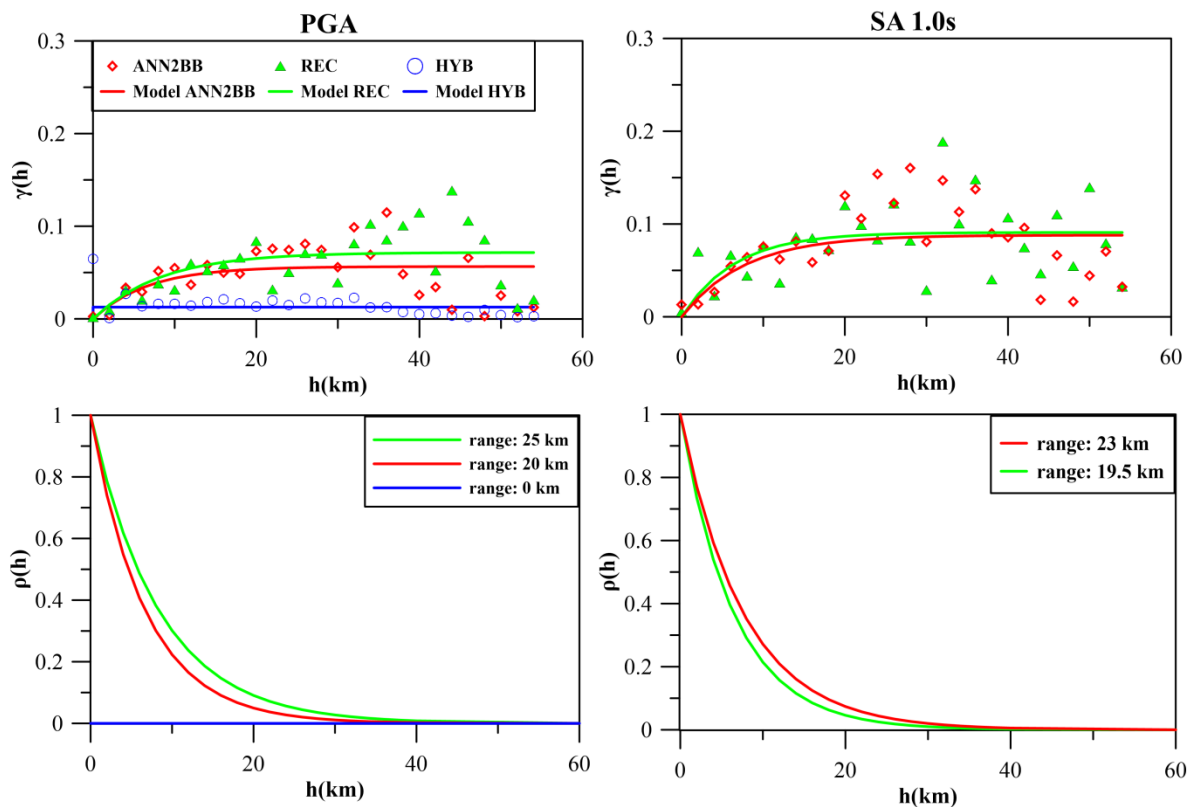 PGA
SA 1.0s
0.3
0.2
0.1
0
γ(h)
ANN2BB REC HYB
Model ANN2BB Model REC Model HYB
0 20 40 60
h(km)
0.3
0.2
0.1
0
γ(h)
0 20 40 60
h(km)
1
0.8
0.6
0.4
0.2
0
ρ(h)
range: 25 km
range: 20 km
range: 0 km
0 20 40 60
h(km)
1
0.8
0.6
0.4
0.2
0
ρ(h)
range: 23 km
range: 19.5 km
0 20 40 60
h(km)